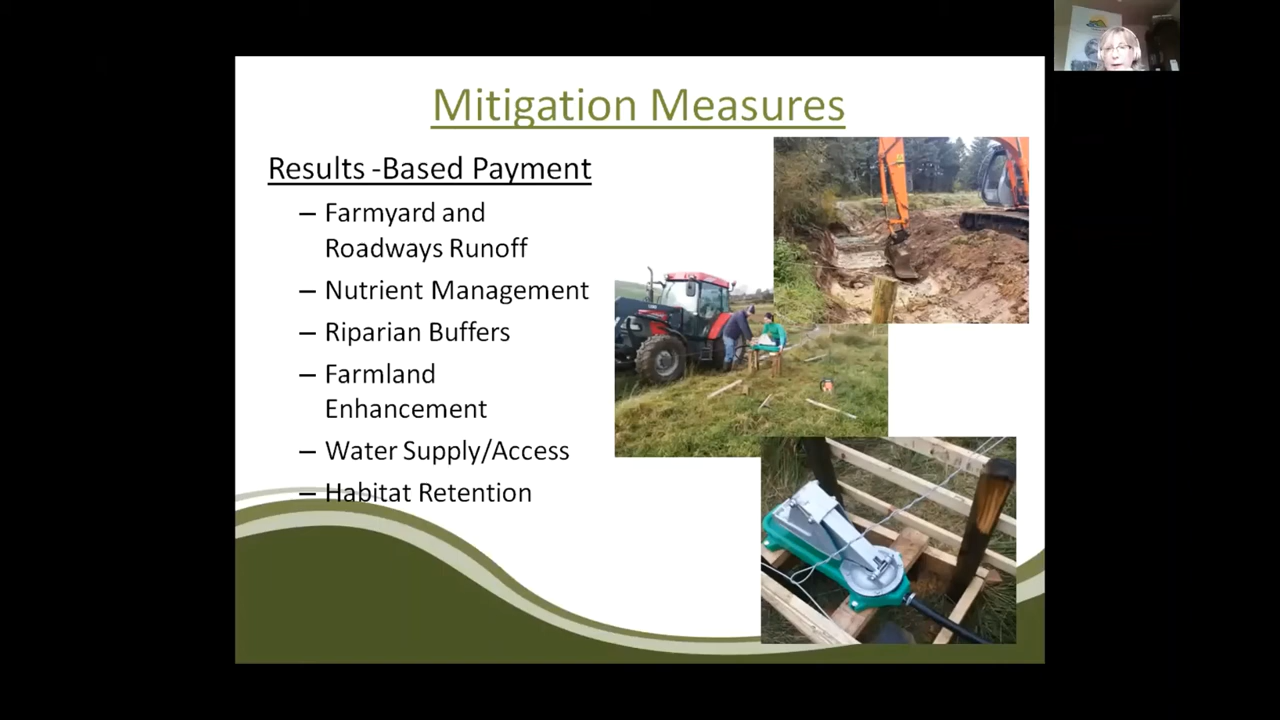 Mitigation Measures
Results -Based Payment
– Farmyard and
Roadways Runoff
– Nutrient Management
– Riparian Buffers
– Farmland
Enhancement
– Water Supply/Access
– Habitat Retention